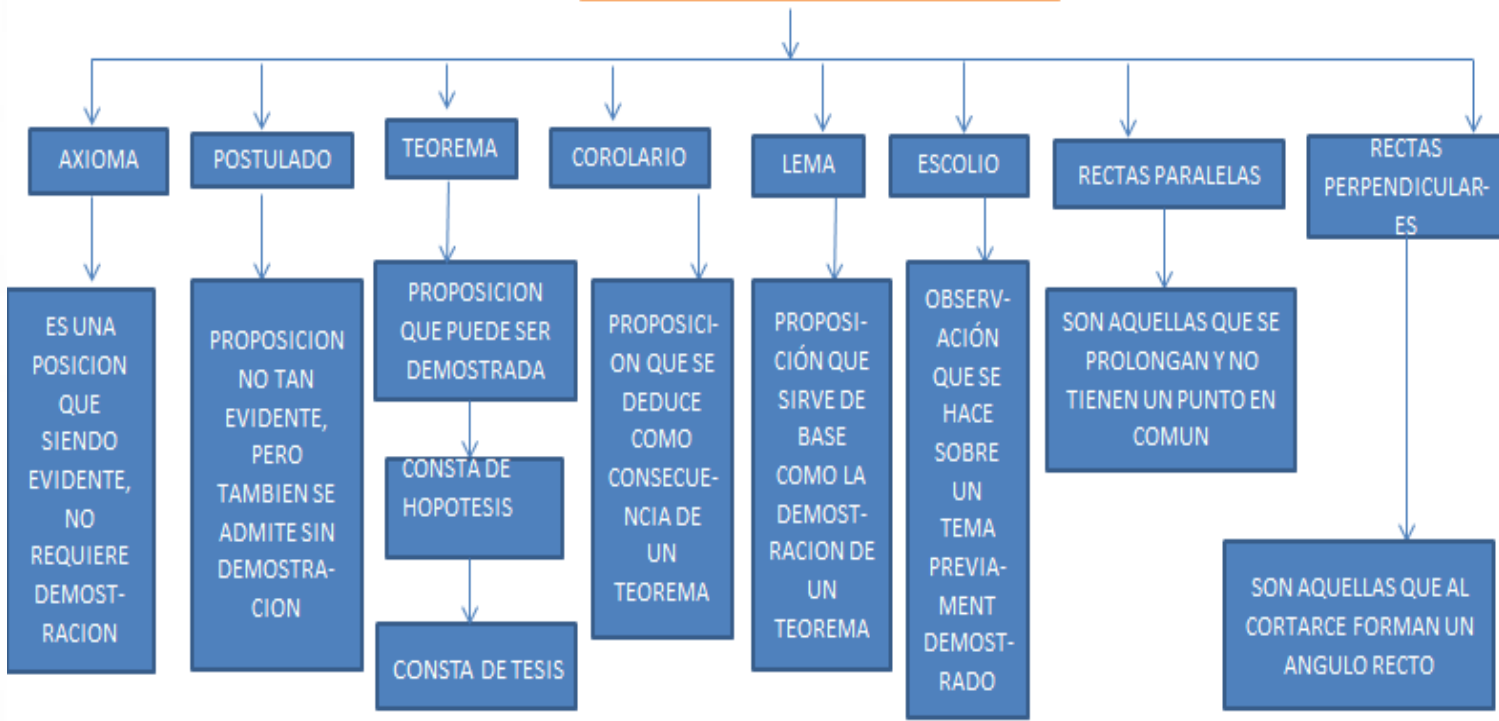 AXIOMA
POSTULADO
TEOREMA
COROLARIO
LEMA
ESCOLIO
RECTAS PARALELAS
RECTAS
PERPENDICULAR-
ES
ES UNA
POSICION
QUE
SIENDO
EVIDENTE,
NO
REQUIERE
DEMOST-
RACION
PROPOSICION
NO TAN
EVIDENTE,
PERO
TAMBIEN SE
ADMITE SIN
DEMOSTRA-
CION
PROPOSICION
QUE PUEDE SER
DEMOSTRADA
CONSTA DE
HOPOTESIS
CONSTA DE TESIS
PROPOSICI-
ON QUE SE
DEDUCE
COMO
CONSECUE-
NCIA DE
UN
TEOREMA
PROPOSI-
CIÓN QUE
SIRVE DE
BASE
COMO LA
DEMOST-
RACION DE
UN
TEOREMA
OBSERV-
ACIÓN
QUE SE
HACE
SOBRE
UN
TEMA
PREVIA-
MENT
DEMOST-
RADO
SON AQUELLAS QUE SE
PROLONGAN Y NO
TIENEN UN PUNTO EN
COMUN
SON AQUELLAS QUE AL
CORTARCE FORMAN UN
ANGULO RECTO